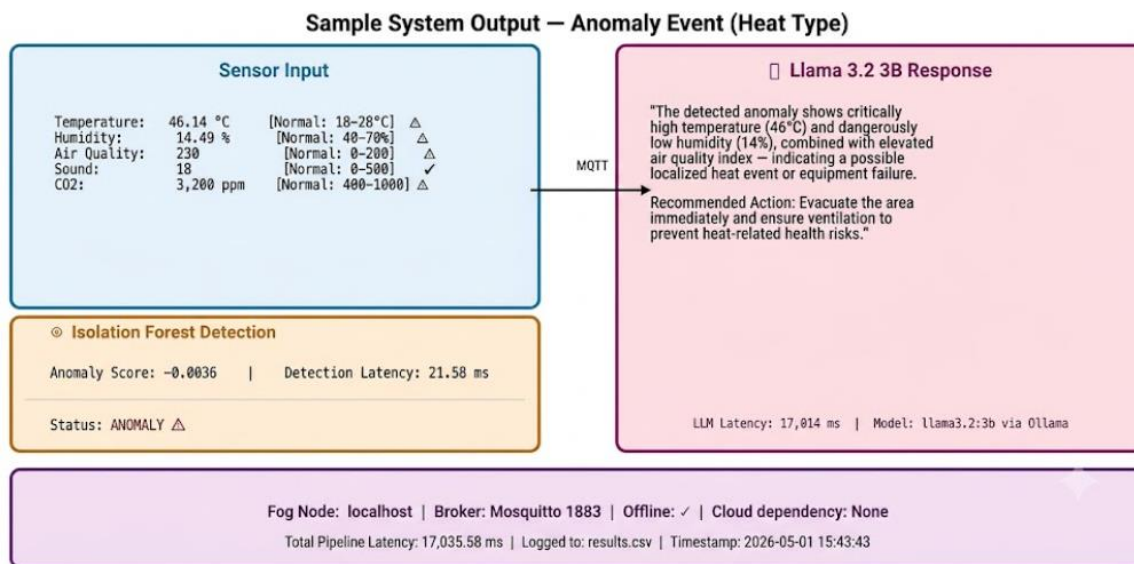 Sample System Output — Anomaly Event (Heat Type)
Sensor Input
Temperature: 46.14 °C [Normal: 18-28°C] ⚠
Humidity: 14.49 % [Normal: 40-70%] ⚠
Air Quality: 230 [Normal: 0-200] ⚠
Sound: 18 [Normal: 0-500] ✓
CO2: 3,200 ppm [Normal: 400-1000] ⚠
⊙ Isolation Forest Detection
Anomaly Score: -0.0036 | Detection Latency: 21.58 ms
Status: ANOMALY ⚠
MQTT
▯ Llama 3.2 3B Response
"The detected anomaly shows critically
high temperature (46°C) and dangerously
low humidity (14%), combined with elevated
air quality index — indicating a possible
localized heat event or equipment failure.
Recommended Action: Evacuate the area
immediately and ensure ventilation to
prevent heat-related health risks."
LLM Latency: 17,014 ms | Model: llama3.2:3b via Ollama
Fog Node: localhost | Broker: Mosquitto 1883 | Offline: ✓ | Cloud dependency: None
Total Pipeline Latency: 17,035.58 ms | Logged to: results.csv | Timestamp: 2026-05-01 15:43:43